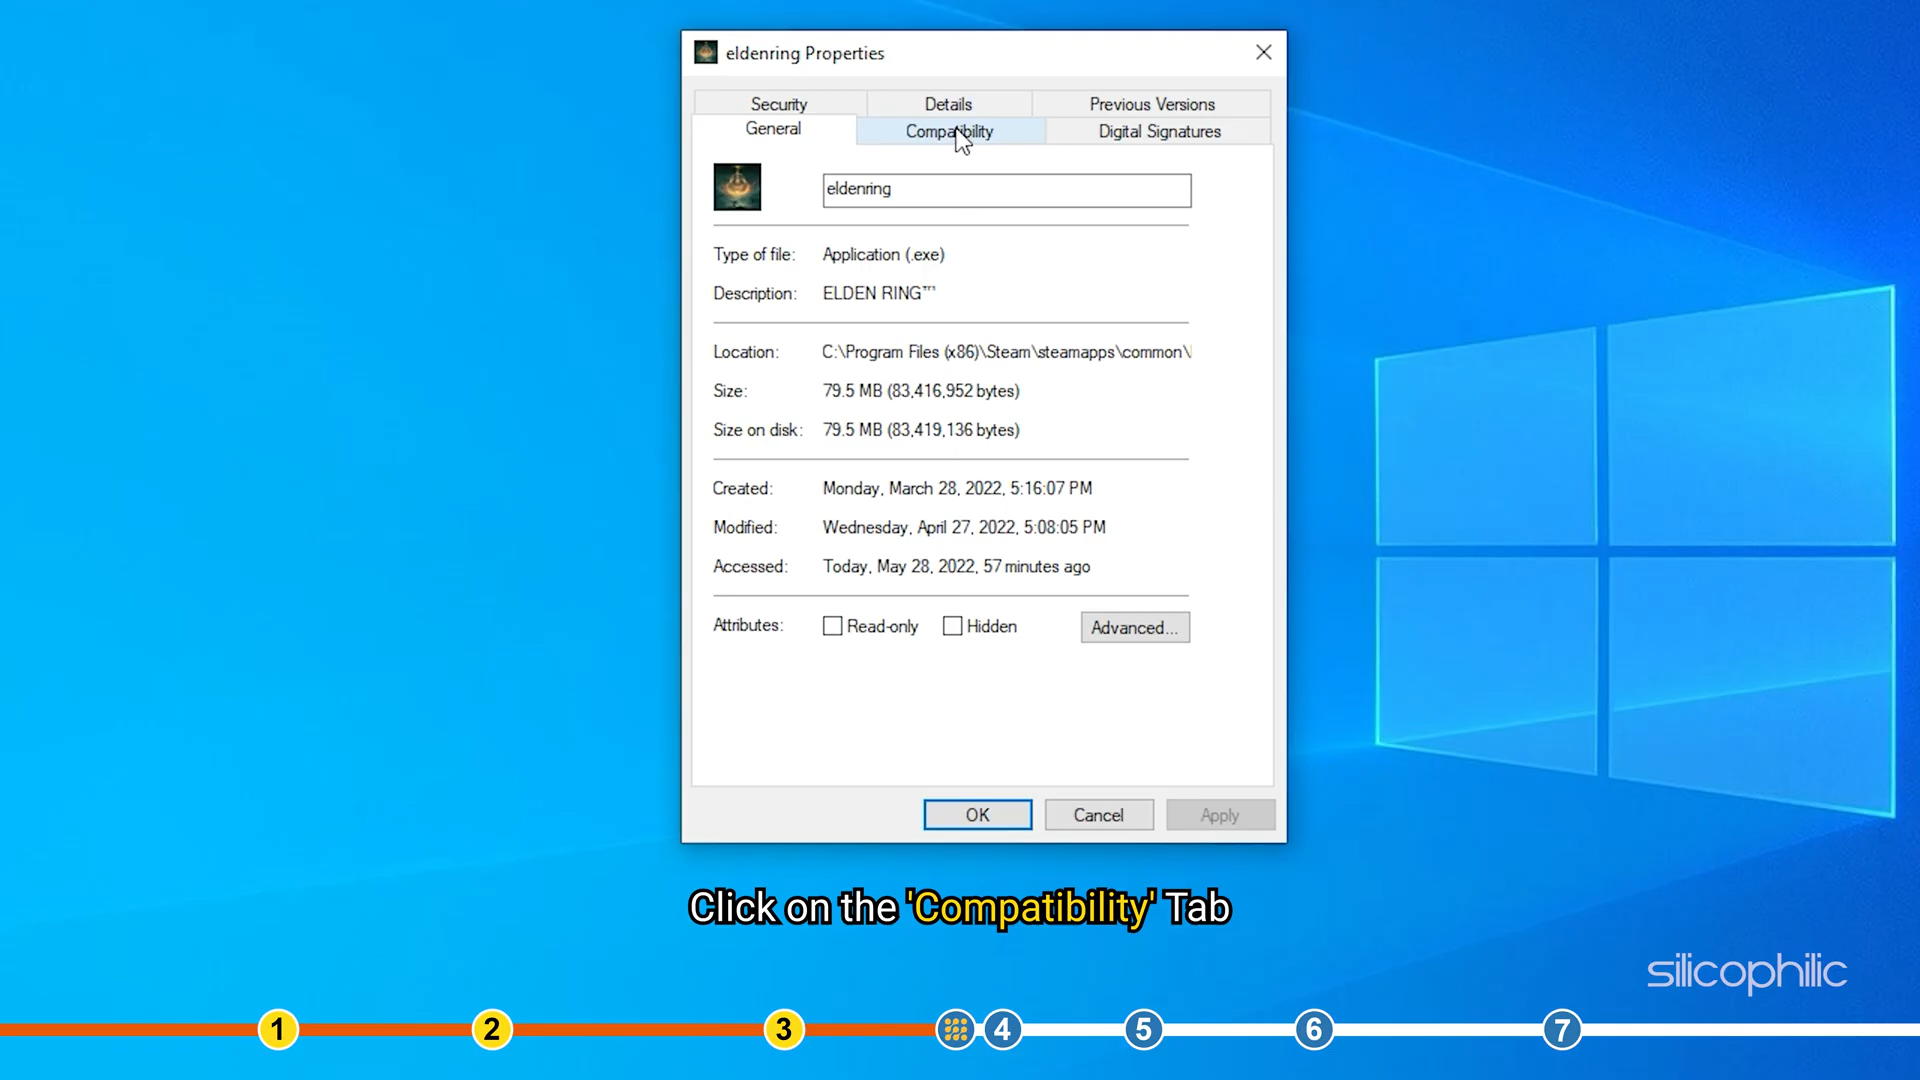 eldenring Properties
Security Details Previous Versions
General Compatibility Digital Signatures
eldenring
Type of file: Application (.exe)
Description: ELDEN RING™
Location: C:\Program Files (x86)\Steam\steamapps\common\
Size: 79.5 MB (83,416,952 bytes)
Size on disk: 79.5 MB (83,419,136 bytes)
Created: Monday, March 28, 2022, 5:16:07 PM
Modified: Wednesday, April 27, 2022, 5:08:05 PM
Accessed: Today, May 28, 2022, 57 minutes ago
Attributes: Read-only Hidden Advanced...
OK Cancel Apply
Click on the 'Compatibility' Tab
silicophilic
1 2 3 4 5 6 7